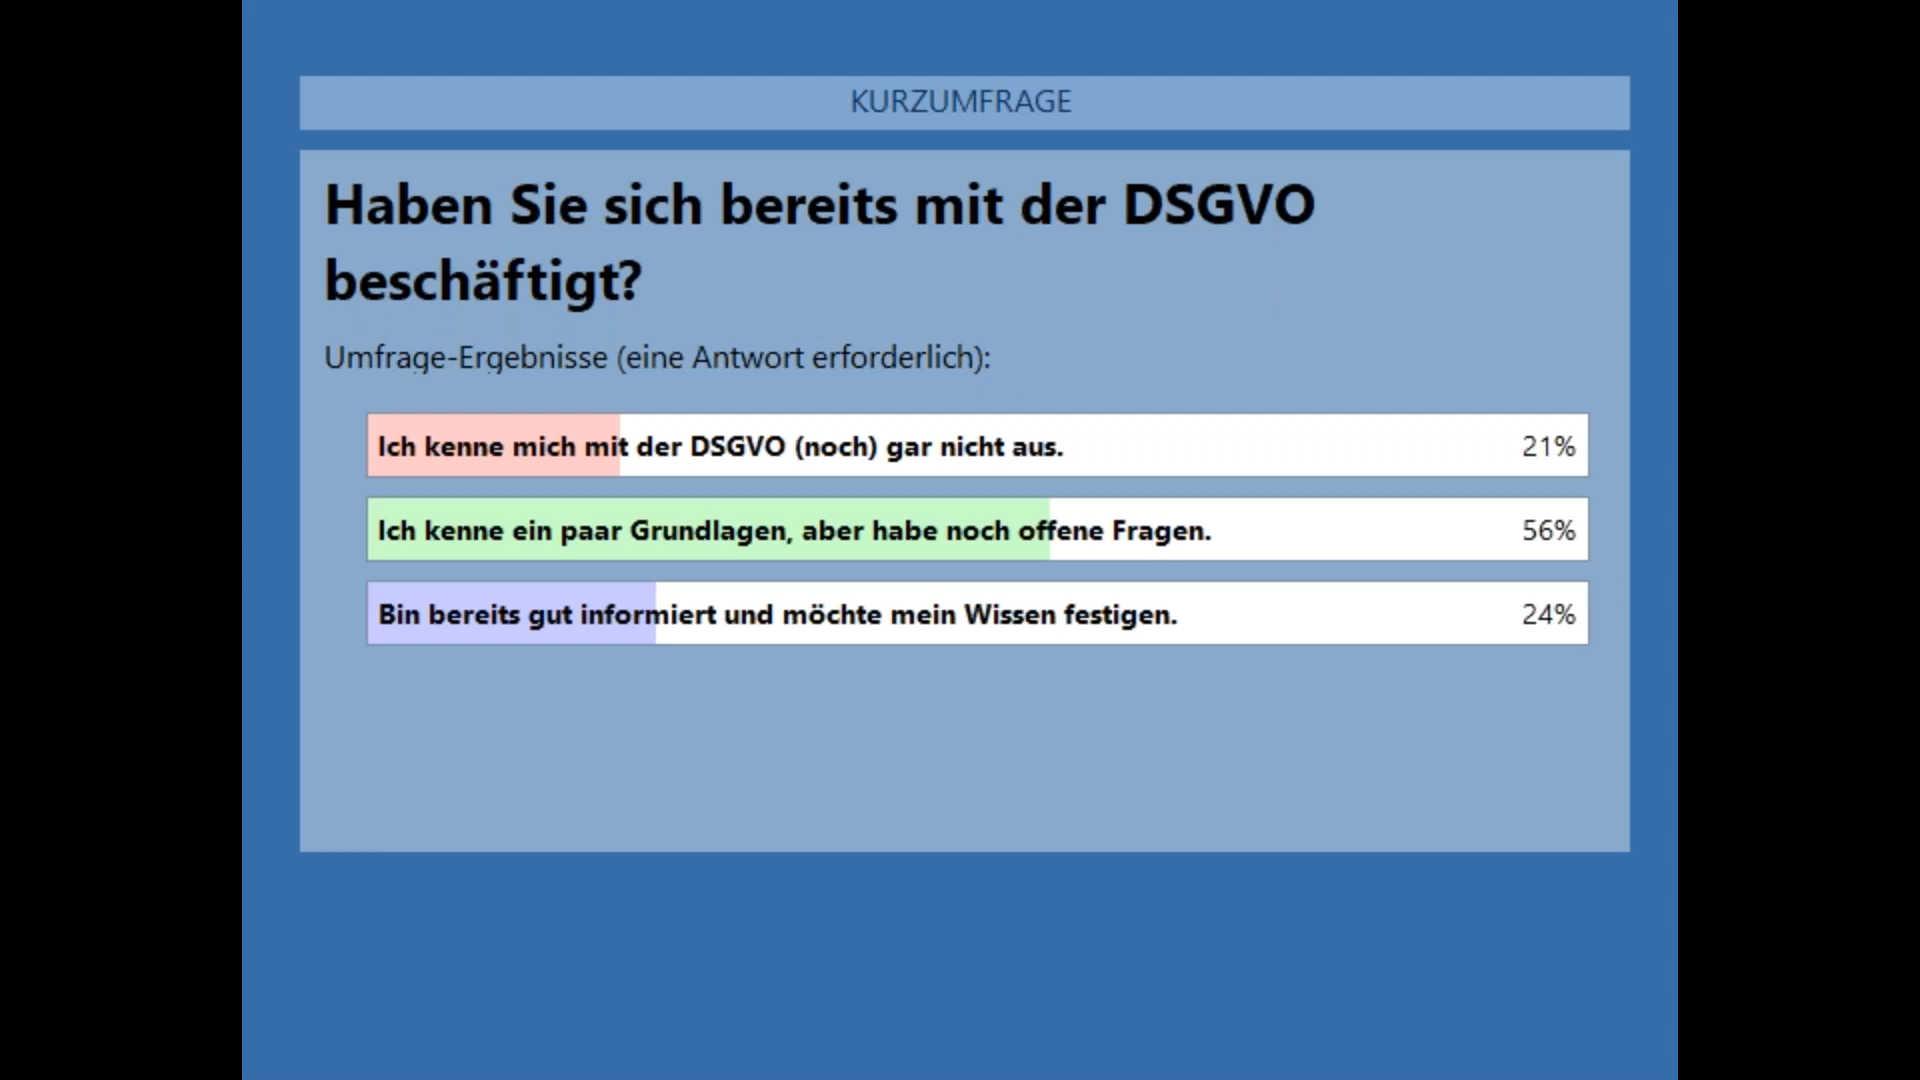 KURZUMFRAGE
Haben Sie sich bereits mit der DSGVO
beschäftigt?
Umfrage-Ergebnisse (eine Antwort erforderlich):
Ich kenne mich mit der DSGVO (noch) gar nicht aus. 21%
Ich kenne ein paar Grundlagen, aber habe noch offene Fragen. 56%
Bin bereits gut informiert und möchte mein Wissen festigen. 24%